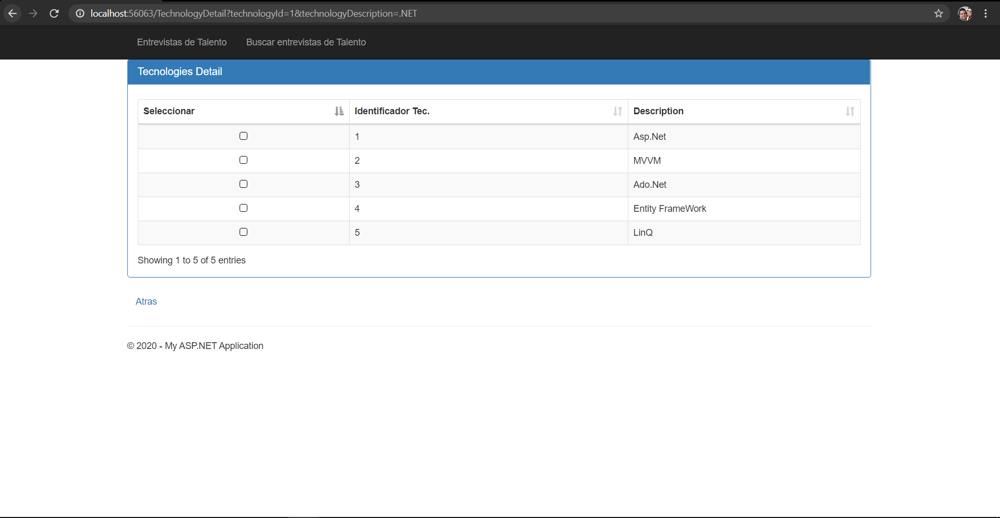 localhost:56063/TechnologyDetail?technologyId=1&technologyDescription=.NET
Entrevistas de Talento Buscar entrevistas de Talento
Tecnologies Detail
Seleccionar Identificador Tec. Description
1 Asp.Net
2 MVVM
3 Ado.Net
4 Entity FrameWork
5 LinQ
Showing 1 to 5 of 5 entries
Atras
© 2020 - My ASP.NET Application